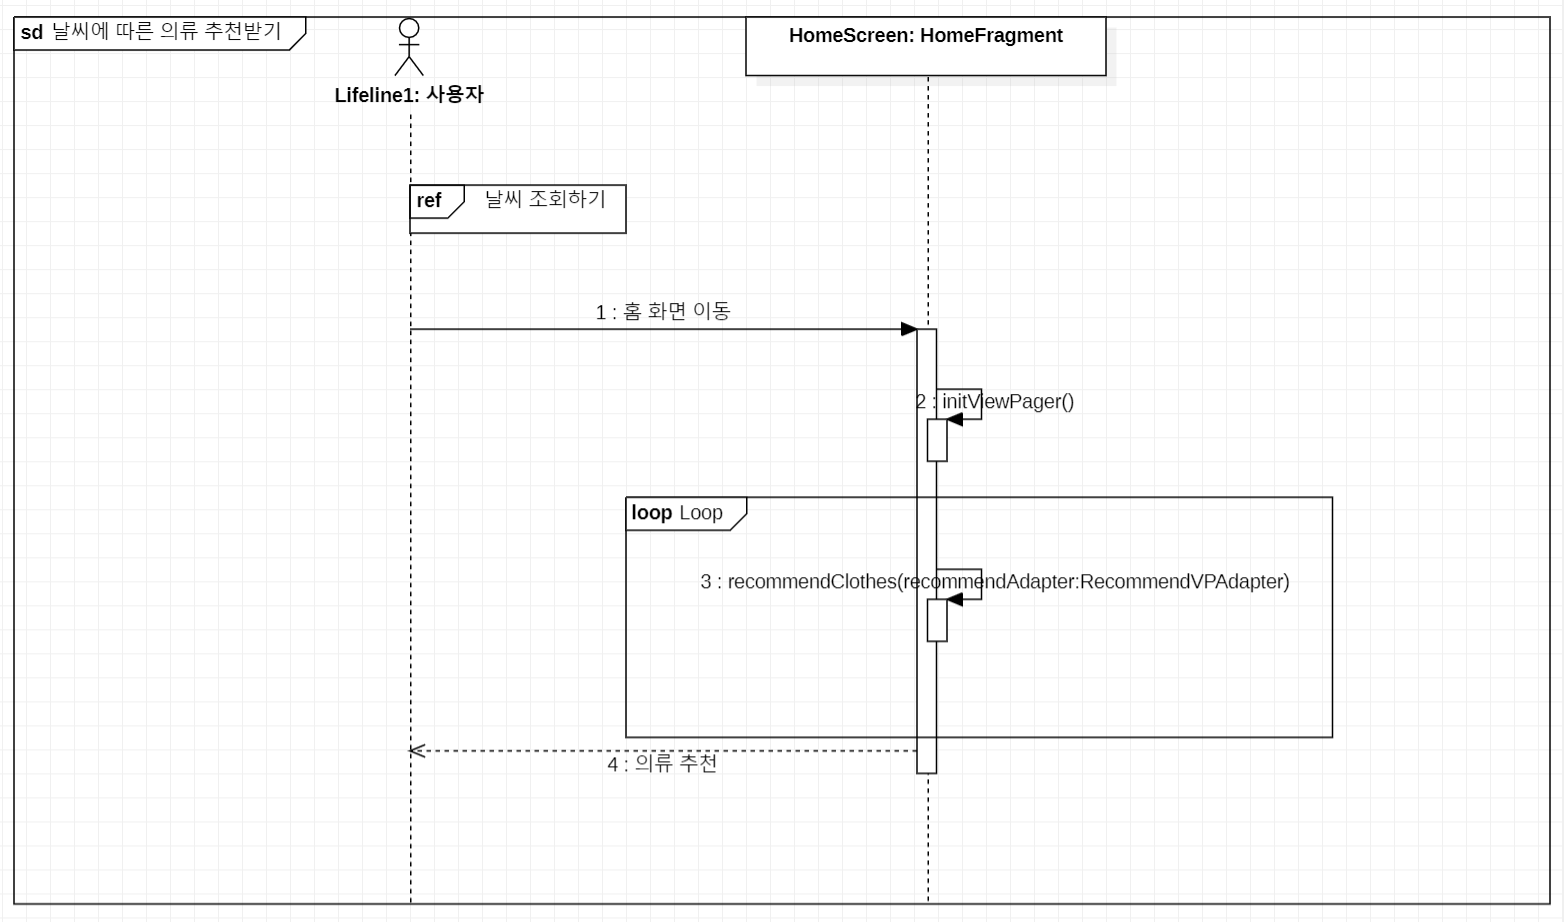 sd 날씨에 따른 의류 추천받기
HomeScreen: HomeFragment
Lifeline1: 사용자
ref 날씨 조회하기
1 : 홈 화면 이동
2 : initViewPager()
loop Loop
3 : recommendClothes(recommendAdapter:RecommendVPAdapter)
4 : 의류 추천